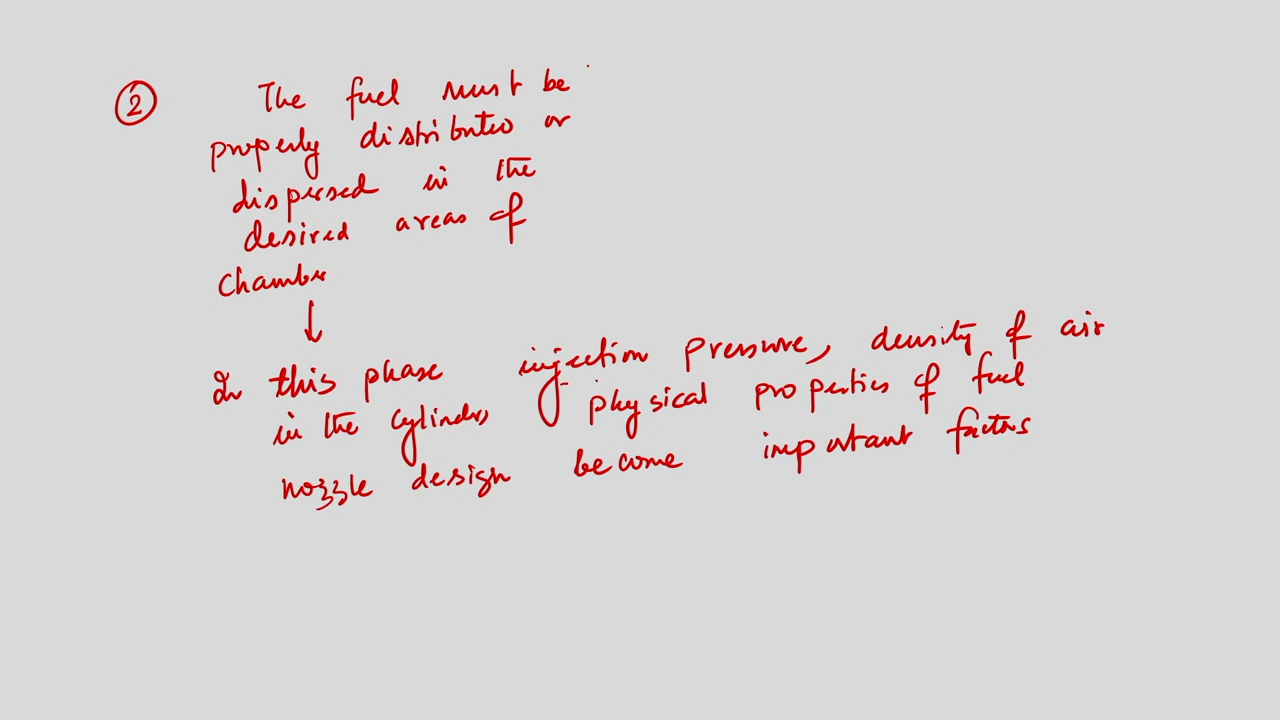 ② The fuel must be
properly distributed or
dispersed in the
desired areas of
Chamber
↓
In this phase injection pressure, density of air
in the cylinder, physical properties of fuel
nozzle design become important factors